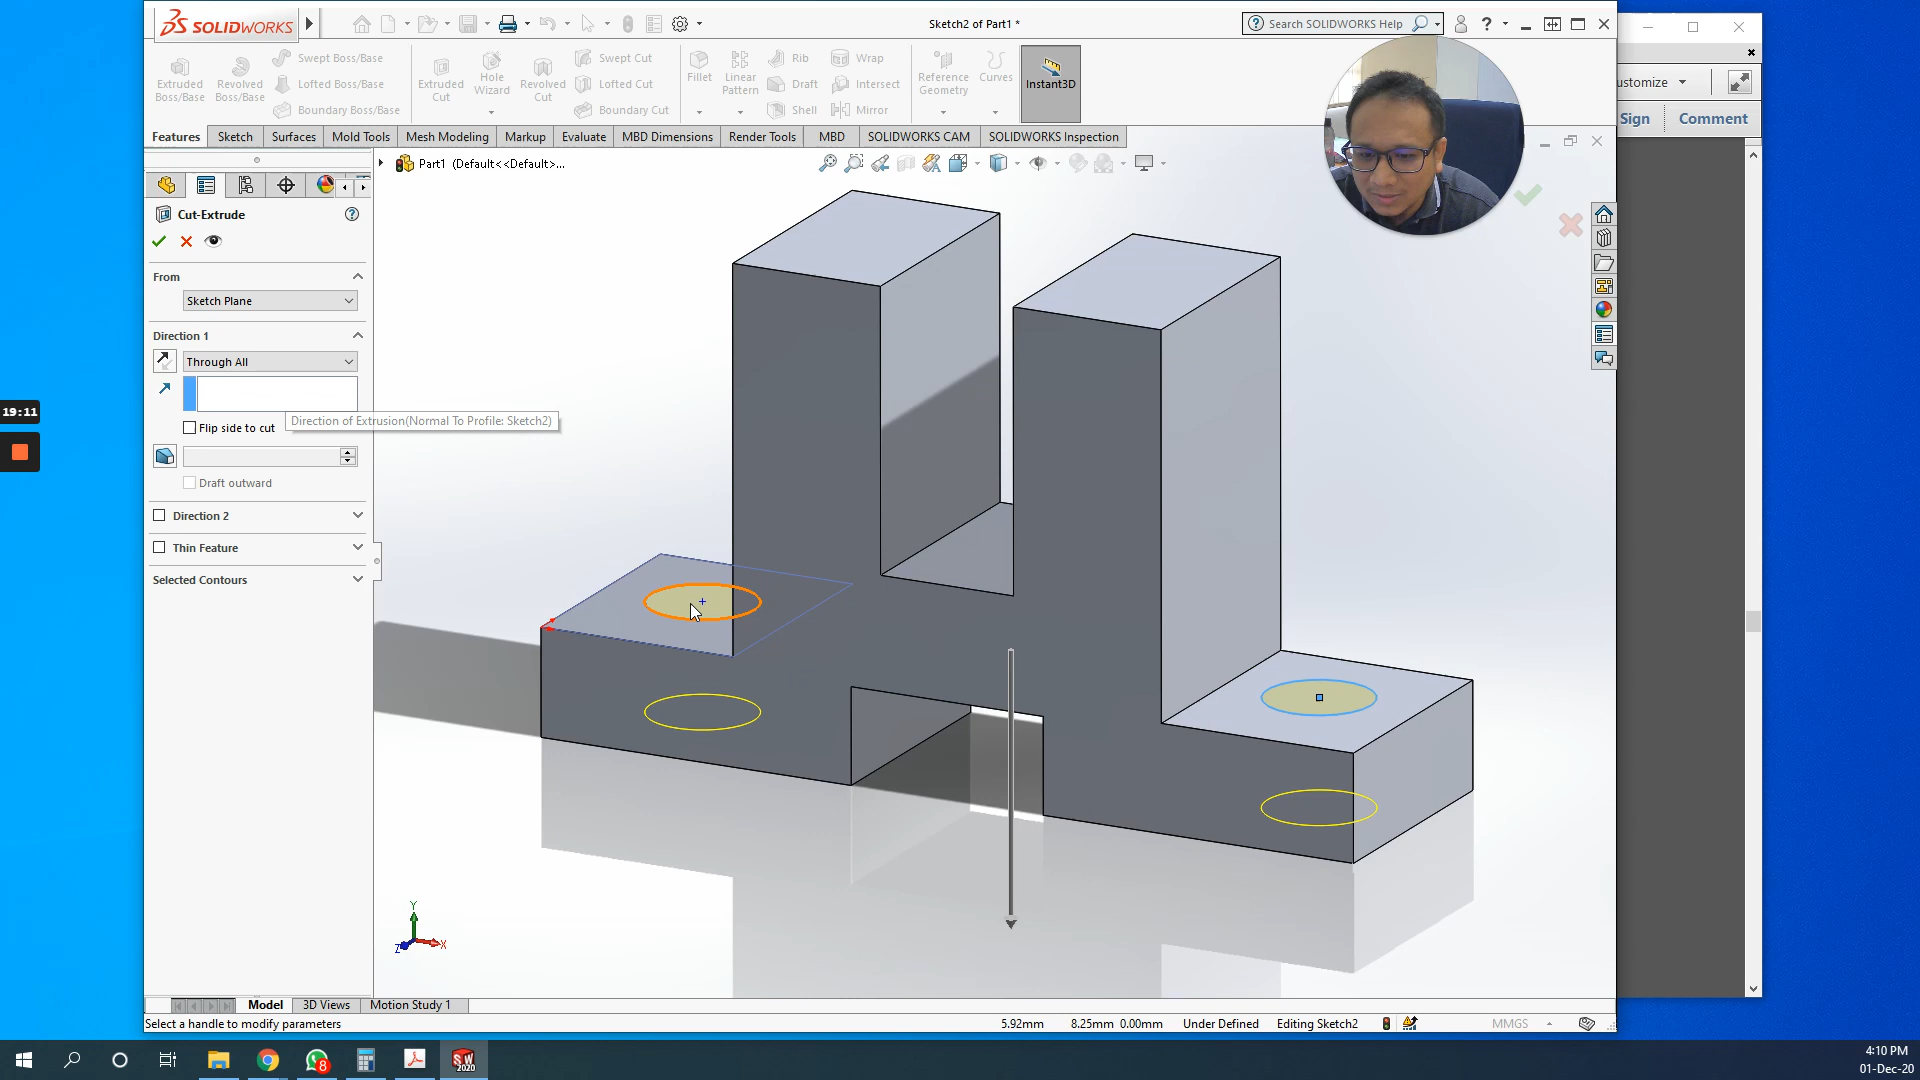 SOLIDWORKS
Sketch2 of Part1 *
Search SOLIDWORKS Help
Extruded Boss/Base
Revolved Boss/Base
Swept Boss/Base
Lofted Boss/Base
Boundary Boss/Base
Extruded Cut
Hole Wizard
Revolved Cut
Swept Cut
Lofted Cut
Boundary Cut
Fillet
Linear Pattern
Rib
Draft
Shell
Wrap
Intersect
Mirror
Reference Geometry
Curves
Instant3D
ustomize
Sign
Comment
Features
Sketch
Surfaces
Mold Tools
Mesh Modeling
Markup
Evaluate
MBD Dimensions
Render Tools
MBD
SOLIDWORKS CAM
SOLIDWORKS Inspection
Part1 (Default<<Default>...
Cut-Extrude
From
Sketch Plane
Direction 1
Through All
Direction of Extrusion(Normal To Profile: Sketch2)
Flip side to cut
Draft outward
Direction 2
Thin Feature
Selected Contours
19:11
Y
X
Z
Model
3D Views
Motion Study 1
Select a handle to modify parameters
5.92mm
8.25mm 0.00mm
Under Defined
Editing Sketch2
MMGS
8
SW
2020
4:10 PM
01-Dec-20